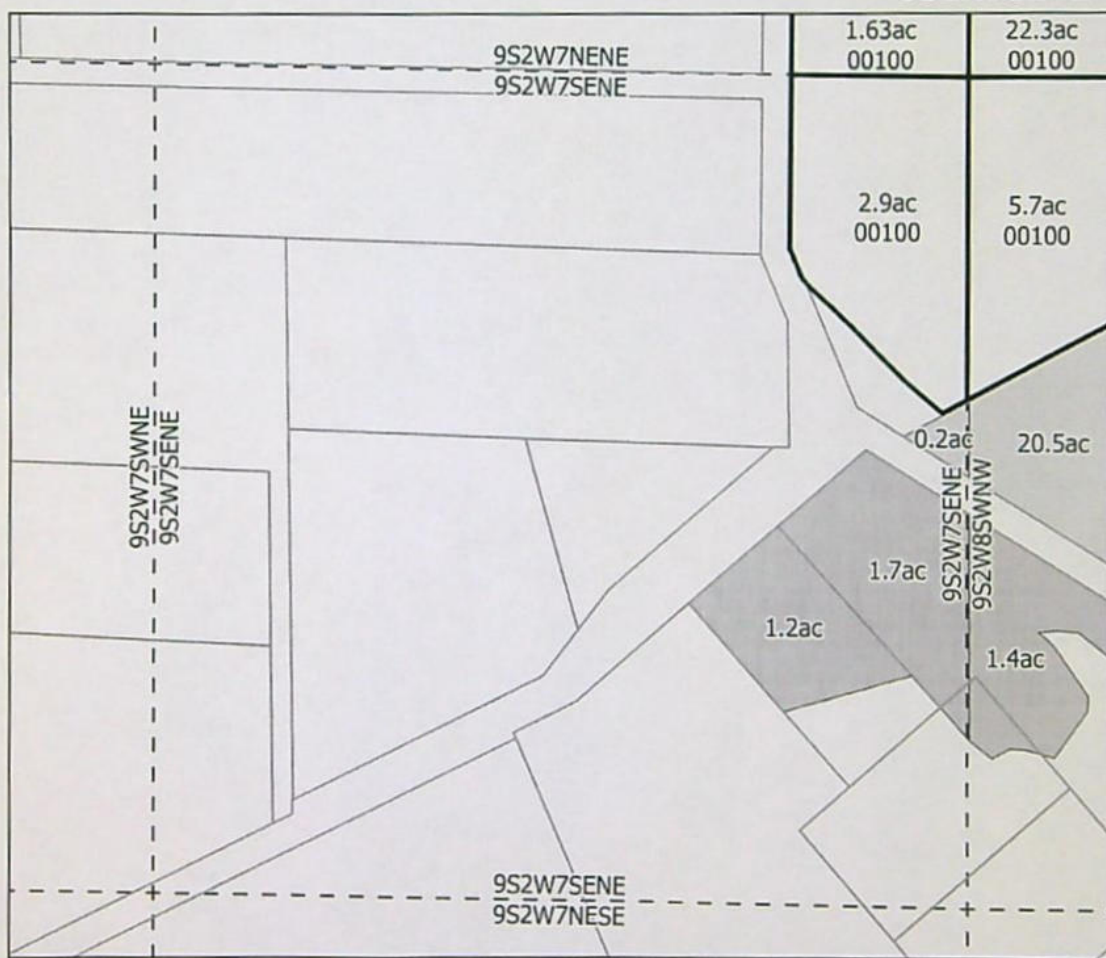 1.63ac
00100
22.3ac
00100
9S2W7NENE
9S2W7SENE
2.9ac
00100
5.7ac
00100
9S2W7SWNE
9S2W7SENE
0.2ac
20.5ac
9S2W7SENE
9S2W8SWNW
1.7ac
1.2ac
1.4ac
9S2W7SENE
9S2W7NESE